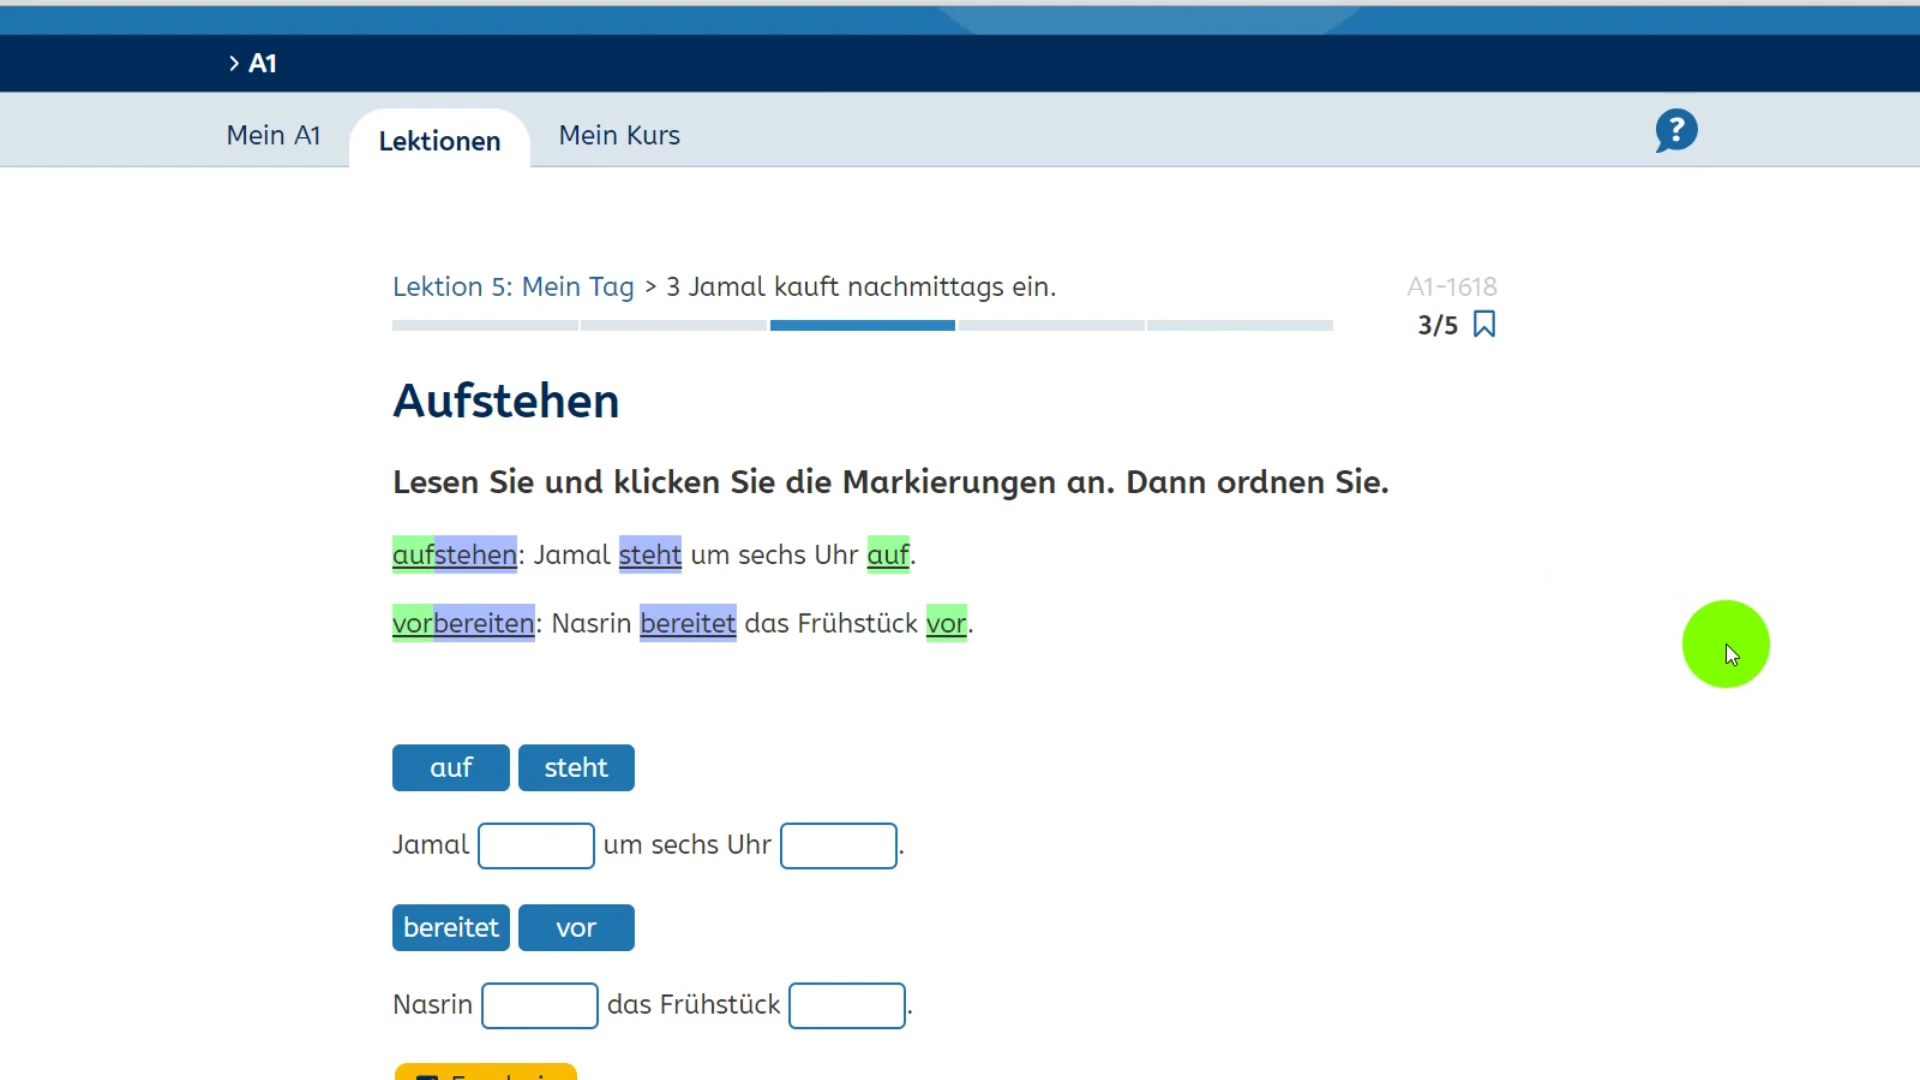 > A1
Mein A1 Lektionen Mein Kurs ?
Lektion 5: Mein Tag > 3 Jamal kauft nachmittags ein. A1-1618
3/5
Aufstehen
Lesen Sie und klicken Sie die Markierungen an. Dann ordnen Sie.
aufstehen: Jamal steht um sechs Uhr auf.
vorbereiten: Nasrin bereitet das Frühstück vor.
auf steht
Jamal um sechs Uhr .
bereitet vor
Nasrin das Frühstück .